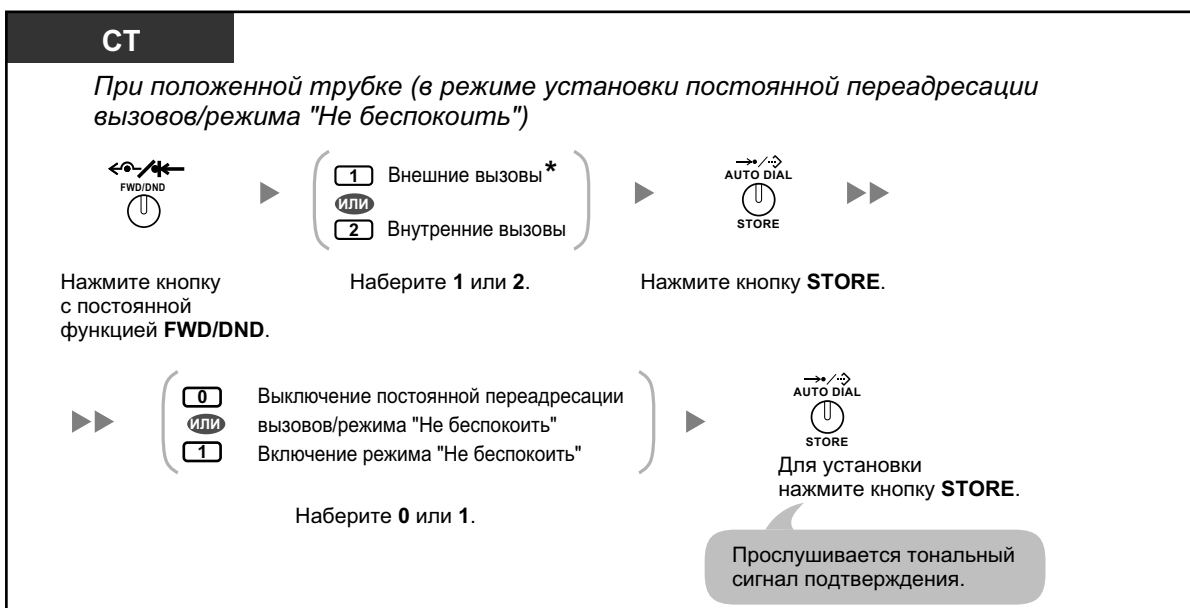 СТ
При положенной трубке (в режиме установки постоянной переадресации
вызовов/режима "Не беспокоить")
FWD/DND
1 Внешние вызовы*
или
2 Внутренние вызовы
AUTO DIAL
STORE
Нажмите кнопку
с постоянной
функцией FWD/DND.
Наберите 1 или 2.
Нажмите кнопку STORE.
0 Выключение постоянной переадресации
или вызовов/режима "Не беспокоить"
1 Включение режима "Не беспокоить"
Наберите 0 или 1.
AUTO DIAL
STORE
Для установки
нажмите кнопку STORE.
Прослушивается тональный
сигнал подтверждения.